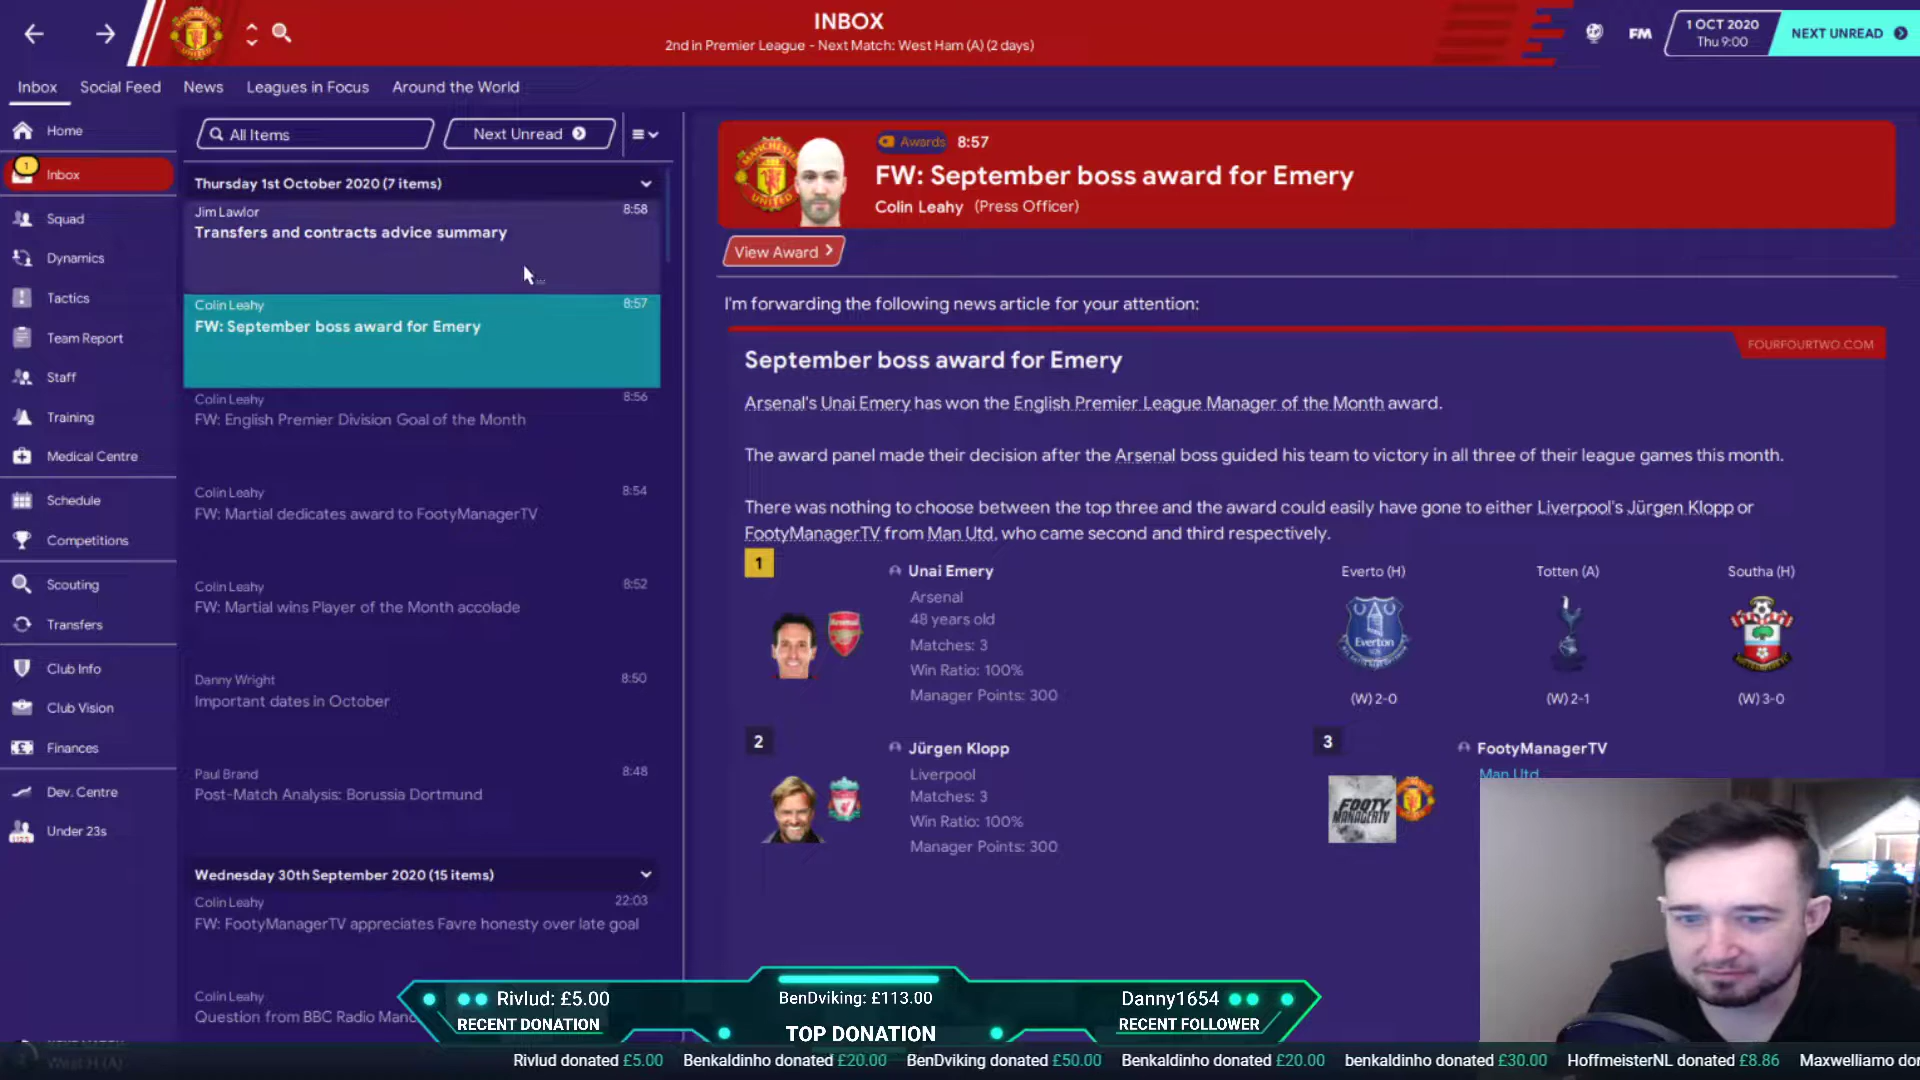 INBOX
2nd in Premier League - Next Match: West Ham (A) (2 days)
FM
1 OCT 2020
Thu 9:00
NEXT UNREAD
Inbox
Social Feed
News
Leagues in Focus
Around the World
Home
1
Inbox
Squad
Dynamics
Tactics
Team Report
Staff
Training
Medical Centre
Schedule
Competitions
Scouting
Transfers
Club Info
Club Vision
Finances
Dev. Centre
Under 23s
All Items
Next Unread
Thursday 1st October 2020 (7 items)
Jim Lawlor 8:58
Transfers and contracts advice summary
Colin Leahy 8:57
FW: September boss award for Emery
Colin Leahy 8:56
FW: English Premier Division Goal of the Month
Colin Leahy 8:54
FW: Martial dedicates award to FootyManagerTV
Colin Leahy 8:52
FW: Martial wins Player of the Month accolade
Danny Wright 8:50
Important dates in October
Paul Brand 8:48
Post-Match Analysis: Borussia Dortmund
Wednesday 30th September 2020 (15 items)
Colin Leahy 22:03
FW: FootyManagerTV appreciates Favre honesty over late goal
Colin Leahy
Question from BBC Radio Manc
West H (A)
Awards 8:57
FW: September boss award for Emery
Colin Leahy (Press Officer)
View Award
I'm forwarding the following news article for your attention:
FOURFOURTWO.COM
September boss award for Emery
Arsenal's Unai Emery has won the English Premier League Manager of the Month award.
The award panel made their decision after the Arsenal boss guided his team to victory in all three of their league games this month.
There was nothing to choose between the top three and the award could easily have gone to either Liverpool's Jürgen Klopp or
FootyManagerTV from Man Utd, who came second and third respectively.
1
Unai Emery
Arsenal
48 years old
Matches: 3
Win Ratio: 100%
Manager Points: 300
Everto (H)
Totten (A)
Southa (H)
Everton
(W) 2-0
(W) 2-1
(W) 3-0
2
Jürgen Klopp
Liverpool
Matches: 3
Win Ratio: 100%
Manager Points: 300
3
FootyManagerTV
Man Utd
FOOTY
MANAGERTV
Rivlud: £5.00
RECENT DONATION
BenDviking: £113.00
TOP DONATION
Danny1654
RECENT FOLLOWER
Rivlud donated £5.00 Benkaldinho donated £20.00 BenDviking donated £50.00 Benkaldinho donated £20.00 benkaldinho donated £30.00 HoffmeisterNL donated £8.86 Maxwelliamo don